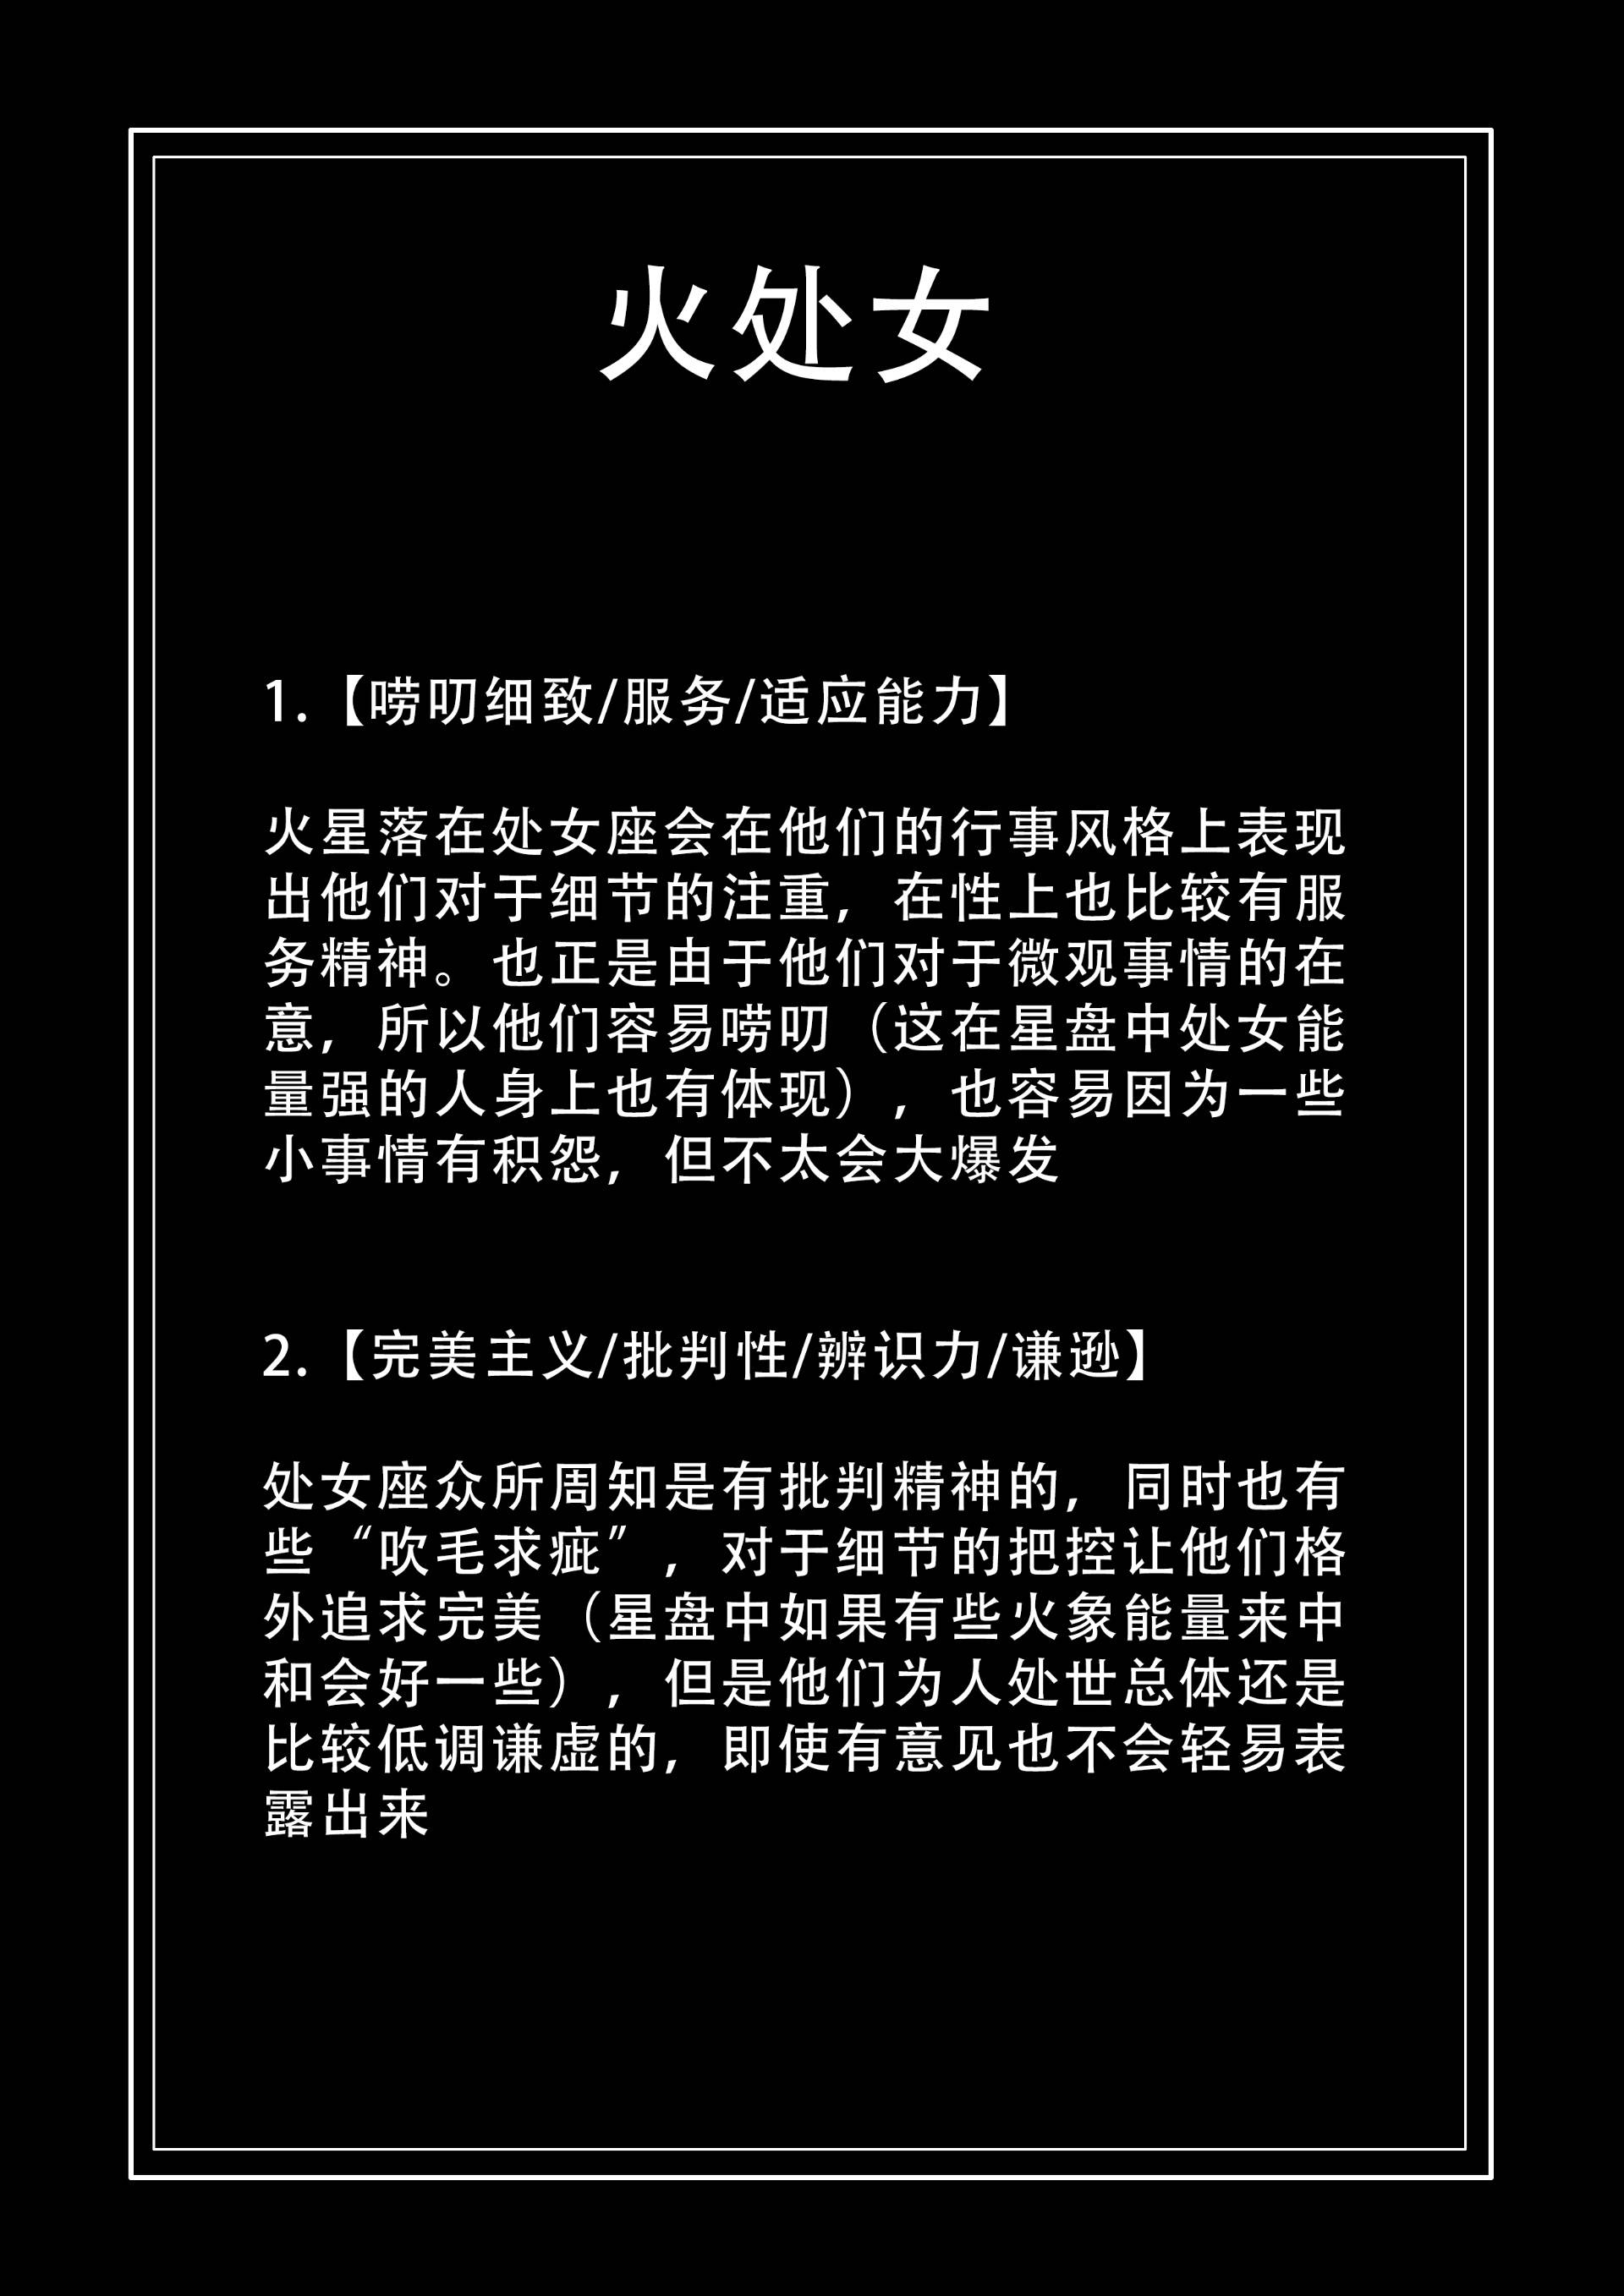 火处女
1.【唠叨细致/服务/适应能力】
火星落在处女座会在他们的行事风格上表现
出他们对于细节的注重，在性上也比较有服
务精神。也正是由于他们对于微观事情的在
意，所以他们容易唠叨（这在星盘中处女能
量强的人身上也有体现），也容易因为一些
小事情有积怨，但不太会大爆发
2.【完美主义/批判性/辨识力/谦逊】
处女座众所周知是有批判精神的，同时也有
些“吹毛求疵”，对于细节的把控让他们格
外追求完美（星盘中如果有些火象能量来中
和会好一些），但是他们为人处世总体还是
比较低调谦虚的，即使有意见也不会轻易表
露出来